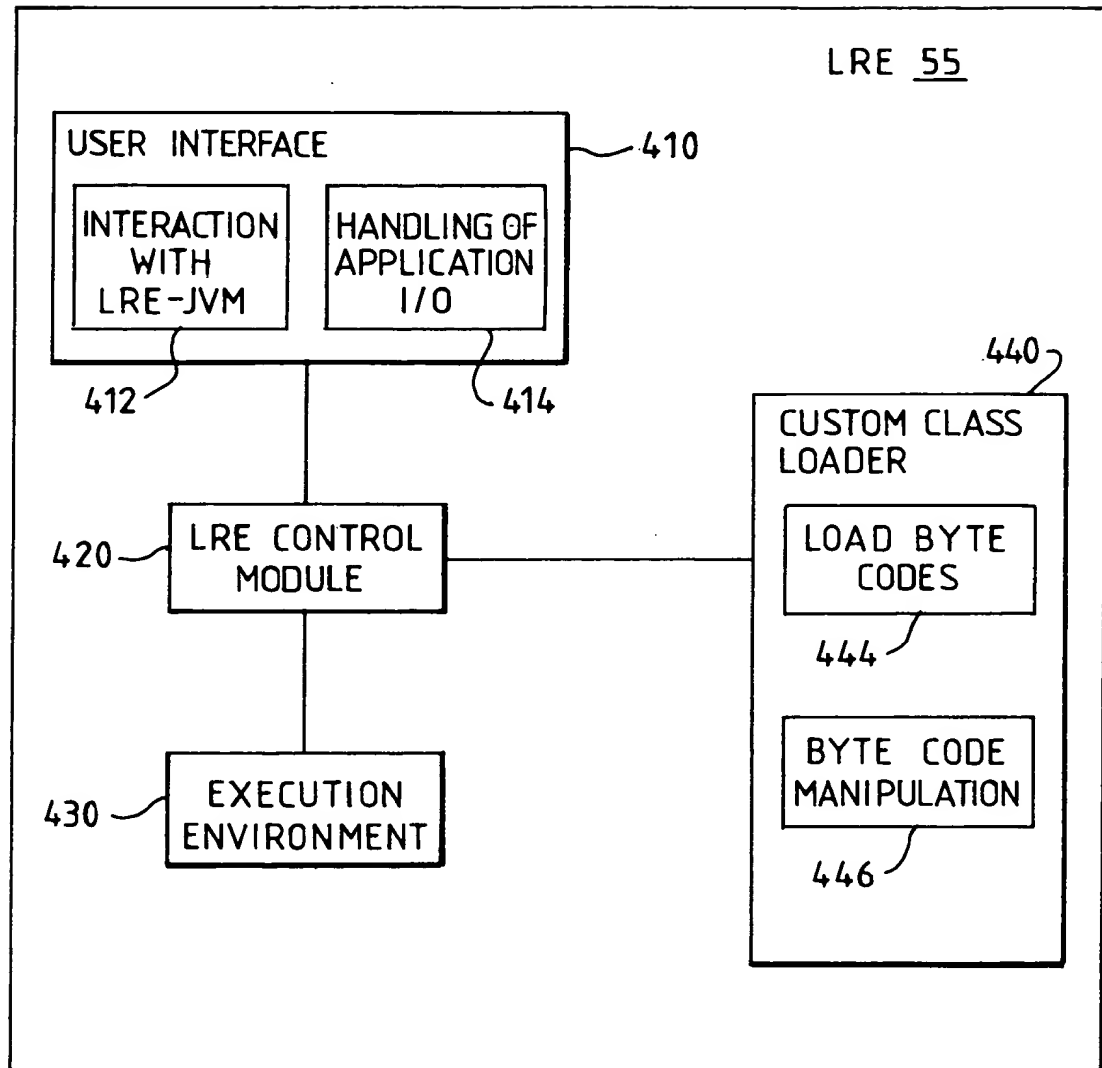 LRE 55
USER INTERFACE
410
INTERACTION
WITH
LRE-JVM
HANDLING OF
APPLICATION
I/O
412
414
440
CUSTOM CLASS
LOADER
420
LRE CONTROL
MODULE
LOAD BYTE
CODES
444
430
EXECUTION
ENVIRONMENT
BYTE CODE
MANIPULATION
446